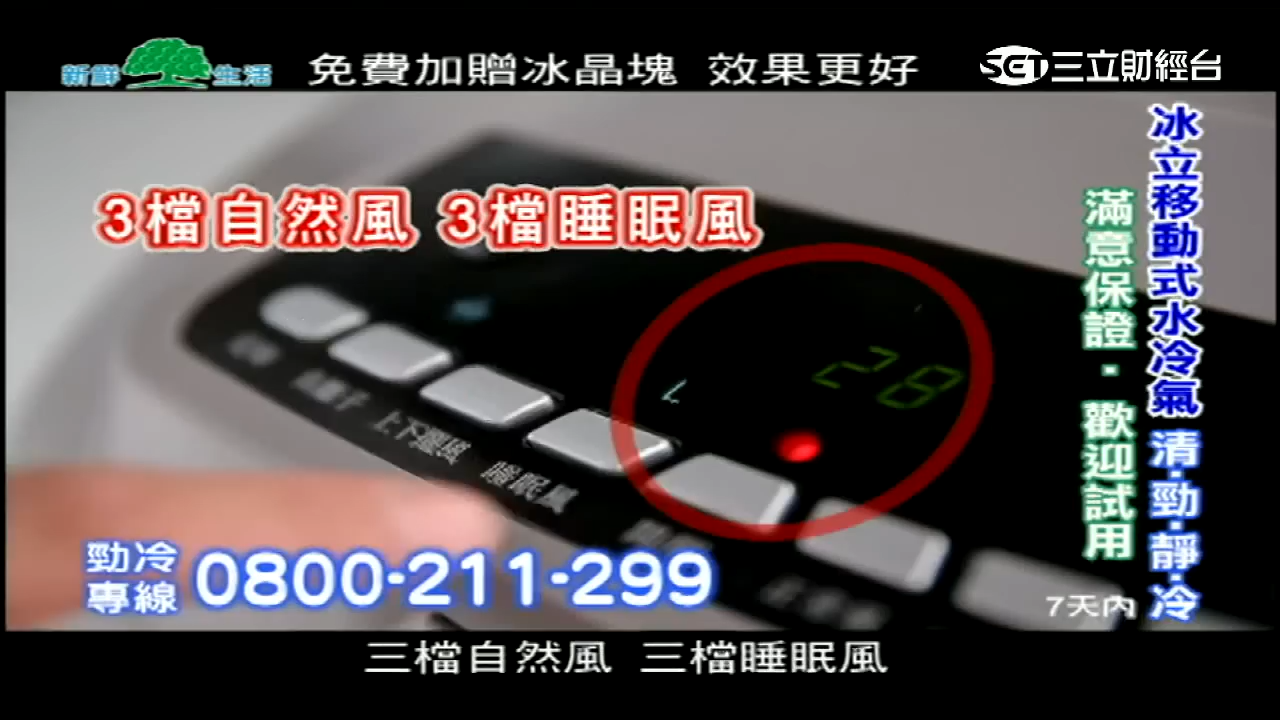 新鮮生活
免費加贈冰晶塊 效果更好
SET三立財經台
3檔自然風 3檔睡眠風
冰立移動式水冷氣 清·勁·靜·冷
滿意保證·歡迎試用
7天內
28
上下擺風
睡眠風
勁冷專線 0800-211-299
三檔自然風 三檔睡眠風